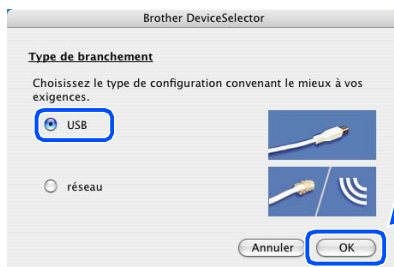 Brother DeviceSelector
Type de branchement
Choisissez le type de configuration convenant le mieux à vos
exigences.
USB
réseau
Annuler
OK